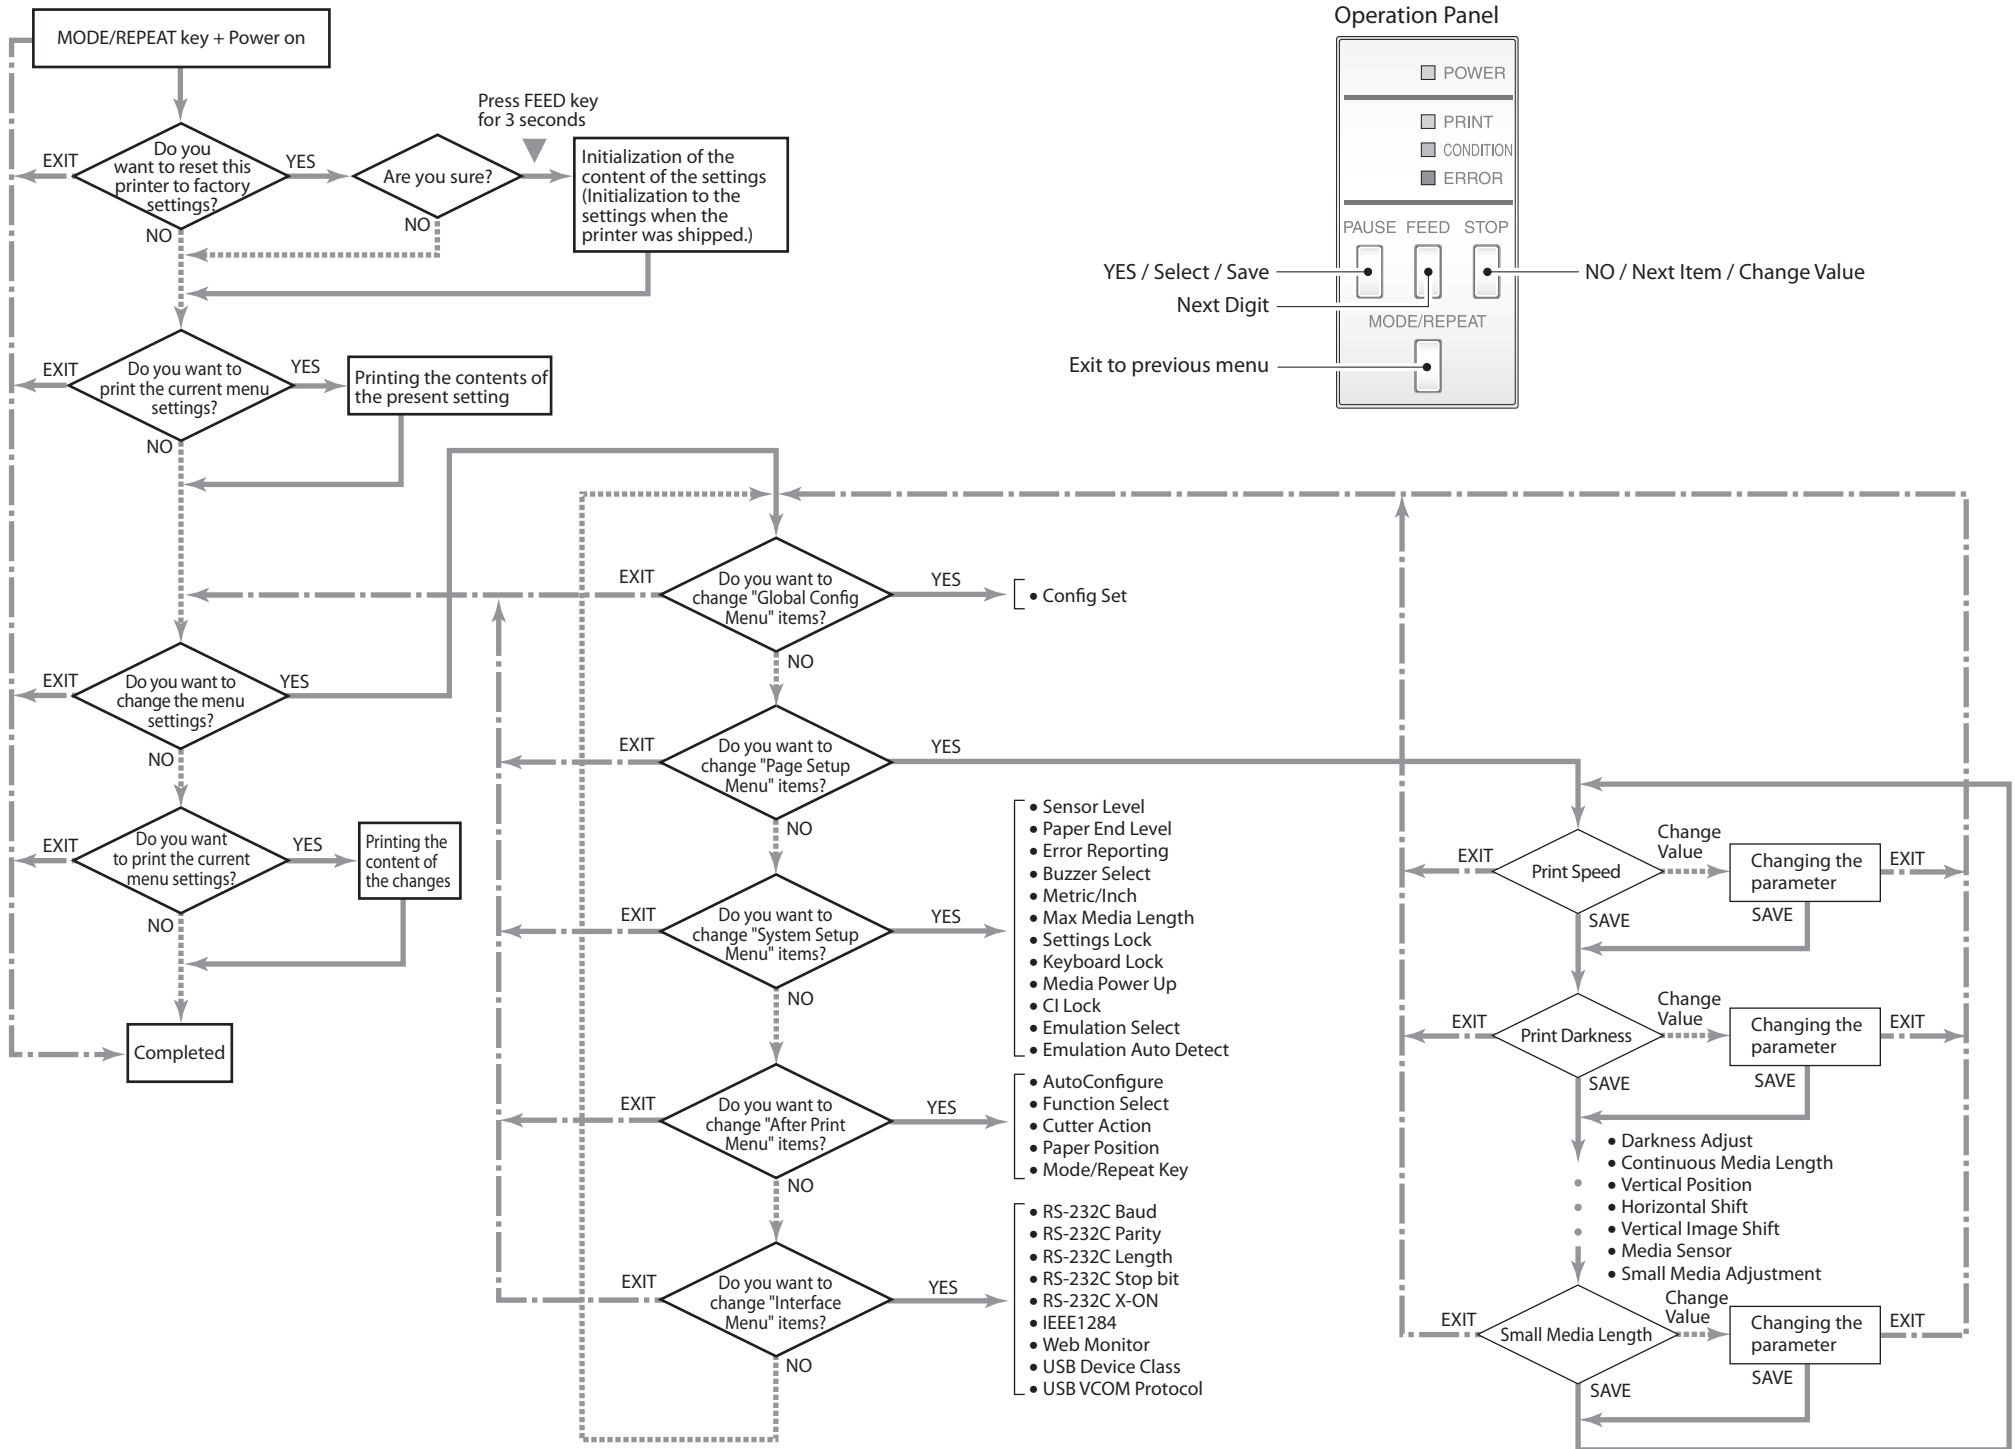 Operation Panel
MODE/REPEAT key + Power on
POWER
PRINT
CONDITION
ERROR
PAUSE FEED STOP
YES / Select / Save
NO / Next Item / Change Value
Next Digit
MODE/REPEAT
Exit to previous menu
Do you
want to reset this
printer to factory
settings?
EXIT
YES
NO
Are you sure?
NO
Press FEED key
for 3 seconds
Initialization of the
content of the settings
(Initialization to the
settings when the
printer was shipped.)
Do you want to
print the current menu
settings?
EXIT
YES
NO
Printing the contents of
the present setting
Do you want to
change the menu
settings?
EXIT
YES
NO
Do you want
to print the current
menu settings?
EXIT
YES
NO
Printing the
content of
the changes
Completed
Do you want to
change "Global Config
Menu" items?
EXIT
YES
NO
• Config Set
Do you want to
change "Page Setup
Menu" items?
EXIT
YES
NO
Do you want to
change "System Setup
Menu" items?
EXIT
YES
NO
• Sensor Level
• Paper End Level
• Error Reporting
• Buzzer Select
• Metric/Inch
• Max Media Length
• Settings Lock
• Keyboard Lock
• Media Power Up
• CI Lock
• Emulation Select
• Emulation Auto Detect
Do you want to
change "After Print
Menu" items?
EXIT
YES
NO
• AutoConfigure
• Function Select
• Cutter Action
• Paper Position
• Mode/Repeat Key
Do you want to
change "Interface
Menu" items?
EXIT
YES
NO
• RS-232C Baud
• RS-232C Parity
• RS-232C Length
• RS-232C Stop bit
• RS-232C X-ON
• IEEE1284
• Web Monitor
• USB Device Class
• USB VCOM Protocol
Print Speed
EXIT
Change
Value
Changing the
parameter
EXIT
SAVE
SAVE
Print Darkness
EXIT
Change
Value
Changing the
parameter
EXIT
SAVE
SAVE
• Darkness Adjust
• Continuous Media Length
• Vertical Position
• Horizontal Shift
• Vertical Image Shift
• Media Sensor
• Small Media Adjustment
Small Media Length
EXIT
Change
Value
Changing the
parameter
EXIT
SAVE
SAVE